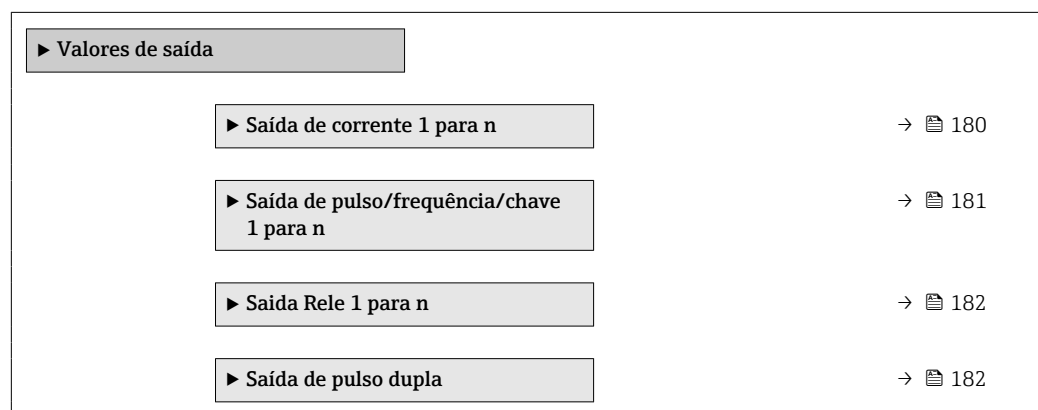 ▶ Valores de saída
▶ Saída de corrente 1 para n → 180
▶ Saída de pulso/frequência/chave → 181
1 para n
▶ Saida Rele 1 para n → 182
▶ Saída de pulso dupla → 182